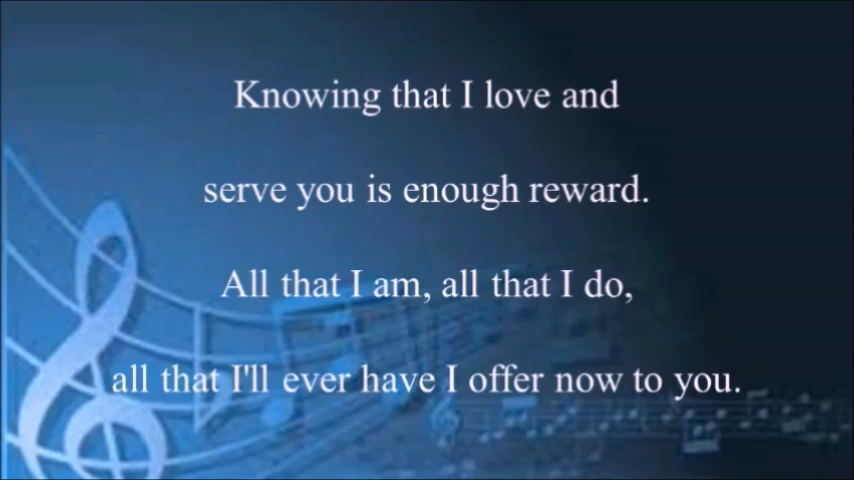 Knowing that I love and
serve you is enough reward.
All that I am, all that I do,
all that I'll ever have I offer now to you.